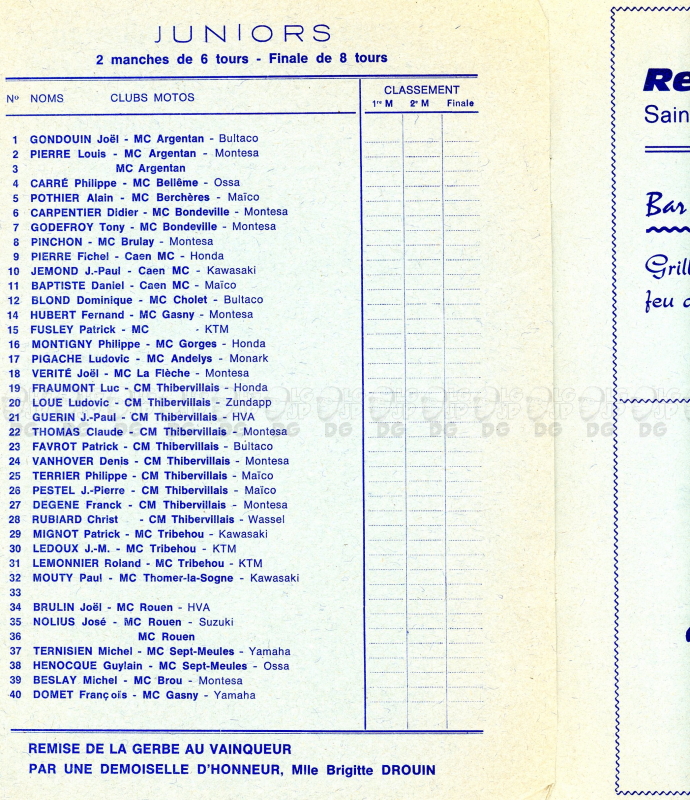 JUNIORS
2 manches de 6 tours - Finale de 8 tours
N° NOMS CLUBS MOTOS CLASSEMENT
1re M 2e M Finale
1 GONDOUIN Joël - MC Argentan - Bultaco
2 PIERRE Louis - MC Argentan - Montesa
3 MC Argentan
4 CARRÉ Philippe - MC Bellême - Ossa
5 POTHIER Alain - MC Berchères - Maïco
6 CARPENTIER Didier - MC Bondeville - Montesa
7 GODEFROY Tony - MC Bondeville - Montesa
8 PINCHON - MC Brulay - Montesa
9 PIERRE Fichel - Caen MC - Honda
10 JEMOND J.-Paul - Caen MC - Kawasaki
11 BAPTISTE Daniel - Caen MC - Maïco
12 BLOND Dominique - MC Cholet - Bultaco
14 HUBERT Fernand - MC Gasny - Montesa
15 FUSLEY Patrick - MC - KTM
16 MONTIGNY Philippe - MC Gorges - Honda
17 PIGACHE Ludovic - MC Andelys - Monark
18 VERITÉ Joël - MC La Flèche - Montesa
19 FRAUMONT Luc - CM Thibervillais - Honda
20 LOUE Ludovic - CM Thibervillais - Zundapp
21 GUERIN J.-Paul - CM Thibervillais - HVA
22 THOMAS Claude - CM Thibervillais - Montesa
23 FAVROT Patrick - CM Thibervillais - Bultaco
24 VANHOVER Denis - CM Thibervillais - Montesa
25 TERRIER Philippe - CM Thibervillais - Maïco
26 PESTEL J.-Pierre - CM Thibervillais - Maïco
27 DEGENE Franck - CM Thibervillais - Montesa
28 RUBIARD Christ - CM Thibervillais - Wassel
29 MIGNOT Patrick - MC Tribehou - Kawasaki
30 LEDOUX J.-M. - MC Tribehou - KTM
31 LEMONNIER Roland - MC Tribehou - KTM
32 MOUTY Paul - MC Thomer-la-Sogne - Kawasaki
33
34 BRULIN Joël - MC Rouen - HVA
35 NOLIUS José - MC Rouen - Suzuki
36 MC Rouen
37 TERNISIEN Michel - MC Sept-Meules - Yamaha
38 HENOCQUE Guylain - MC Sept-Meules - Ossa
39 BESLAY Michel - MC Brou - Montesa
40 DOMET François - MC Gasny - Yamaha
REMISE DE LA GERBE AU VAINQUEUR
PAR UNE DEMOISELLE D'HONNEUR, Mlle Brigitte DROUIN
Re
Sain
Bar
Grill
feu